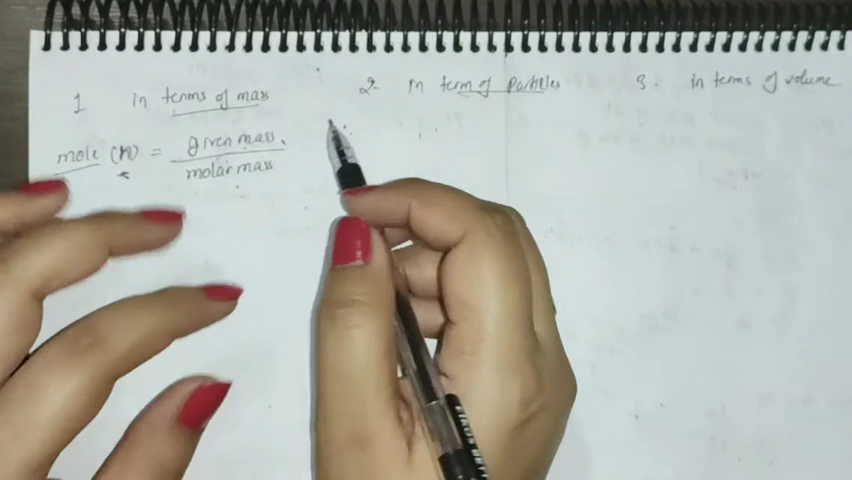 1 in terms of mass
2. in term of particles
3. in terms of volume
mole (n) = given mass.
molar mass